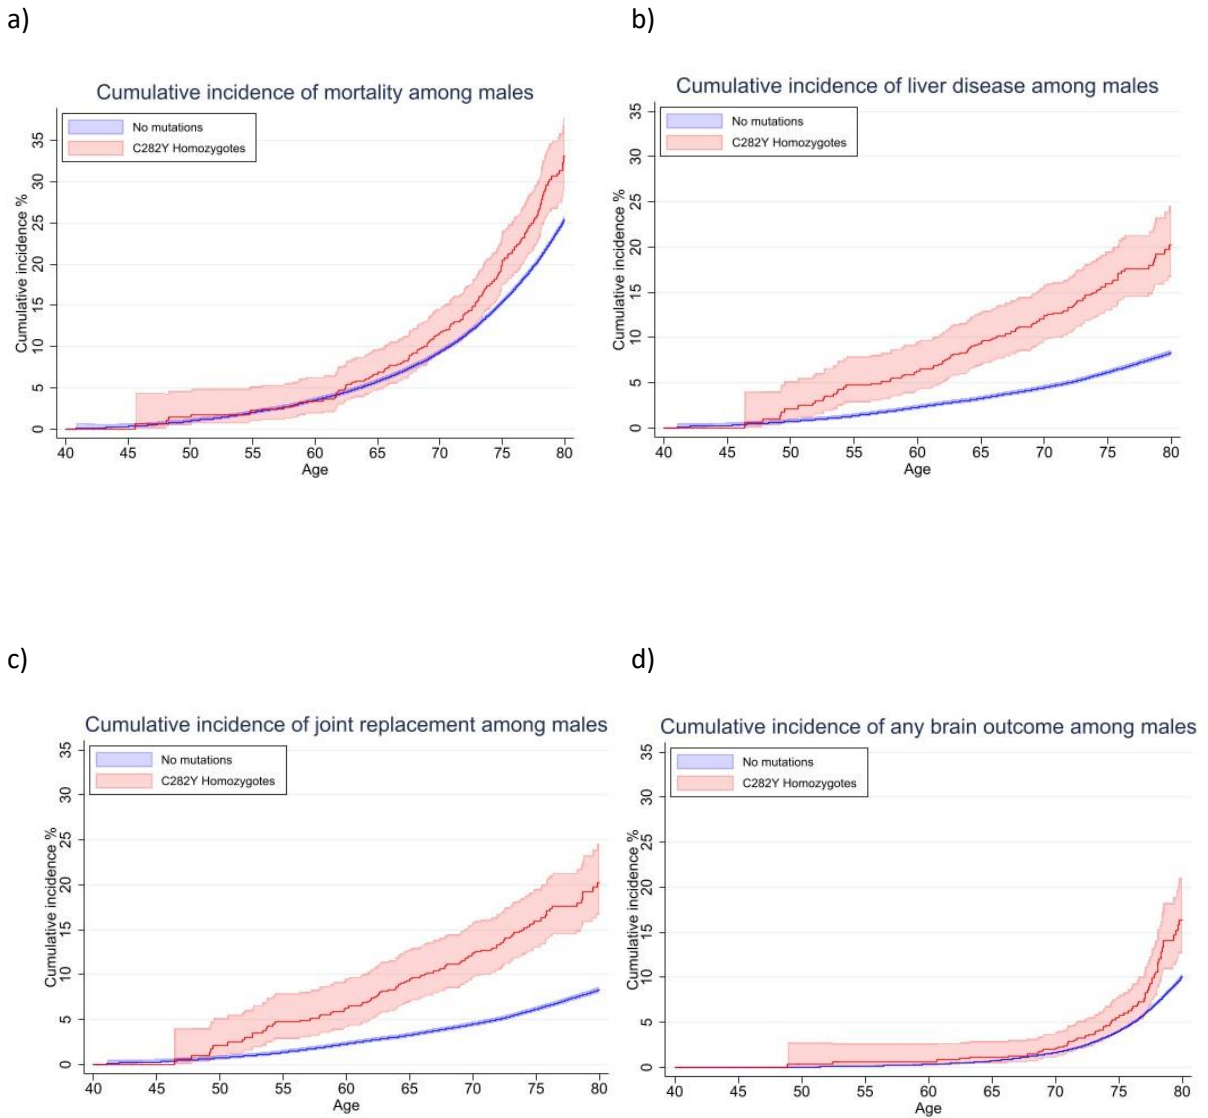 a)
Cumulative incidence of mortality among males
No mutations
C282Y Homozygotes
Cumulative incidence %
35
30
25
20
15
10
5
0
40 45 50 55 60 65 70 75 80
Age
b)
Cumulative incidence of liver disease among males
No mutations
C282Y Homozygotes
Cumulative incidence %
35
30
25
20
15
10
5
0
40 45 50 55 60 65 70 75 80
Age
c)
Cumulative incidence of joint replacement among males
No mutations
C282Y Homozygotes
Cumulative incidence %
35
30
25
20
15
10
5
0
40 45 50 55 60 65 70 75 80
Age
d)
Cumulative incidence of any brain outcome among males
No mutations
C282Y Homozygotes
Cumulative incidence %
35
30
25
20
15
10
5
0
40 45 50 55 60 65 70 75 80
Age